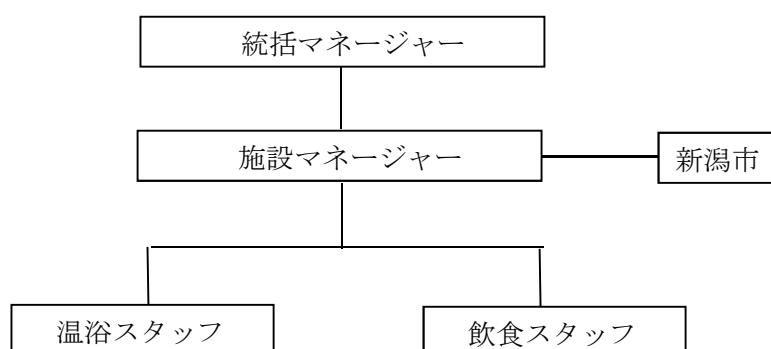 統括マネージャー
施設マネージャー
新潟市
温浴スタッフ
飲食スタッフ